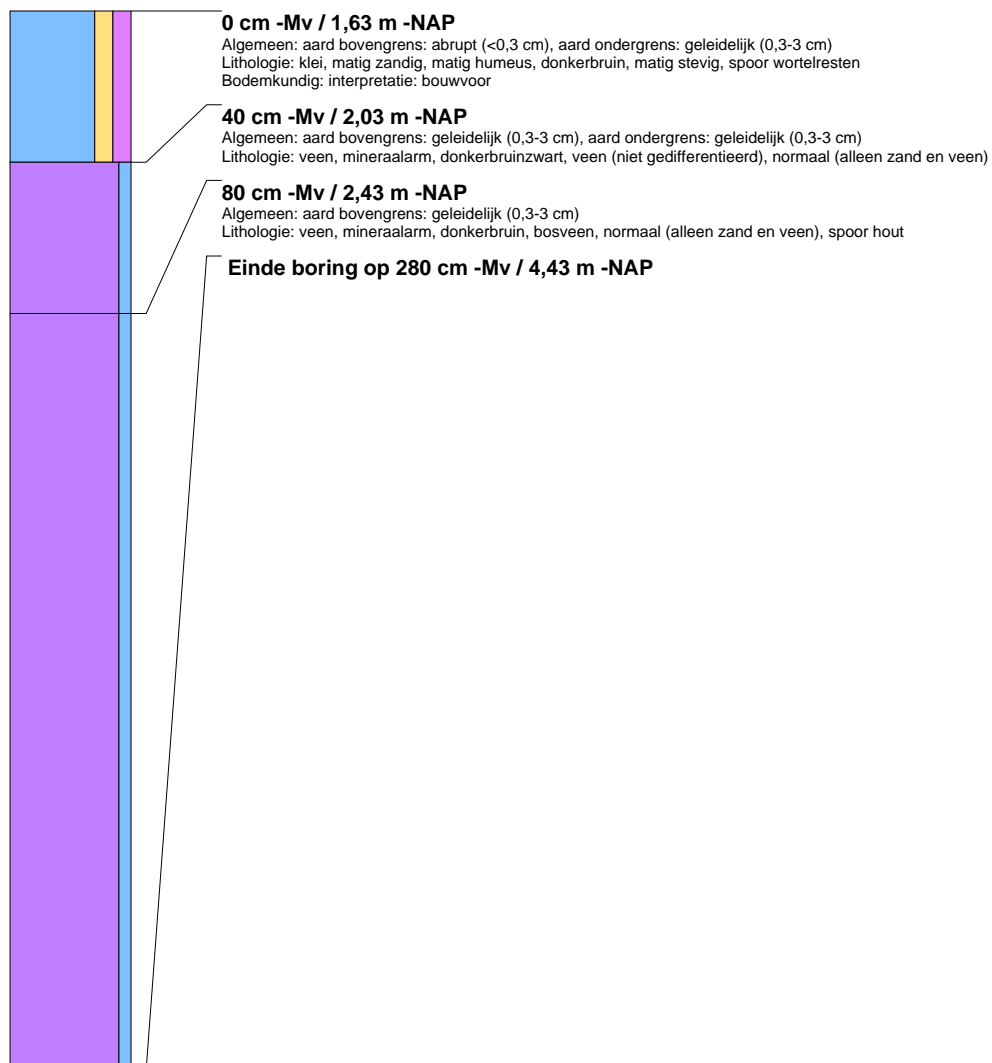 0 cm -Mv / 1,63 m -NAP
Algemeen: aard bovengrens: abrupt (<0,3 cm), aard ondergrens: geleidelijk (0,3-3 cm)
Lithologie: klei, matig zandig, matig humeus, donkerbruin, matig stevig, spoor wortelresten
Bodemkundig: interpretatie: bouwvoor
40 cm -Mv / 2,03 m -NAP
Algemeen: aard bovengrens: geleidelijk (0,3-3 cm), aard ondergrens: geleidelijk (0,3-3 cm)
Lithologie: veen, mineraalarm, donkerbruinzwart, veen (niet gedifferentieerd), normaal (alleen zand en veen)
80 cm -Mv / 2,43 m -NAP
Algemeen: aard bovengrens: geleidelijk (0,3-3 cm)
Lithologie: veen, mineraalarm, donkerbruin, bosveen, normaal (alleen zand en veen), spoor hout
Einde boring op 280 cm -Mv / 4,43 m -NAP